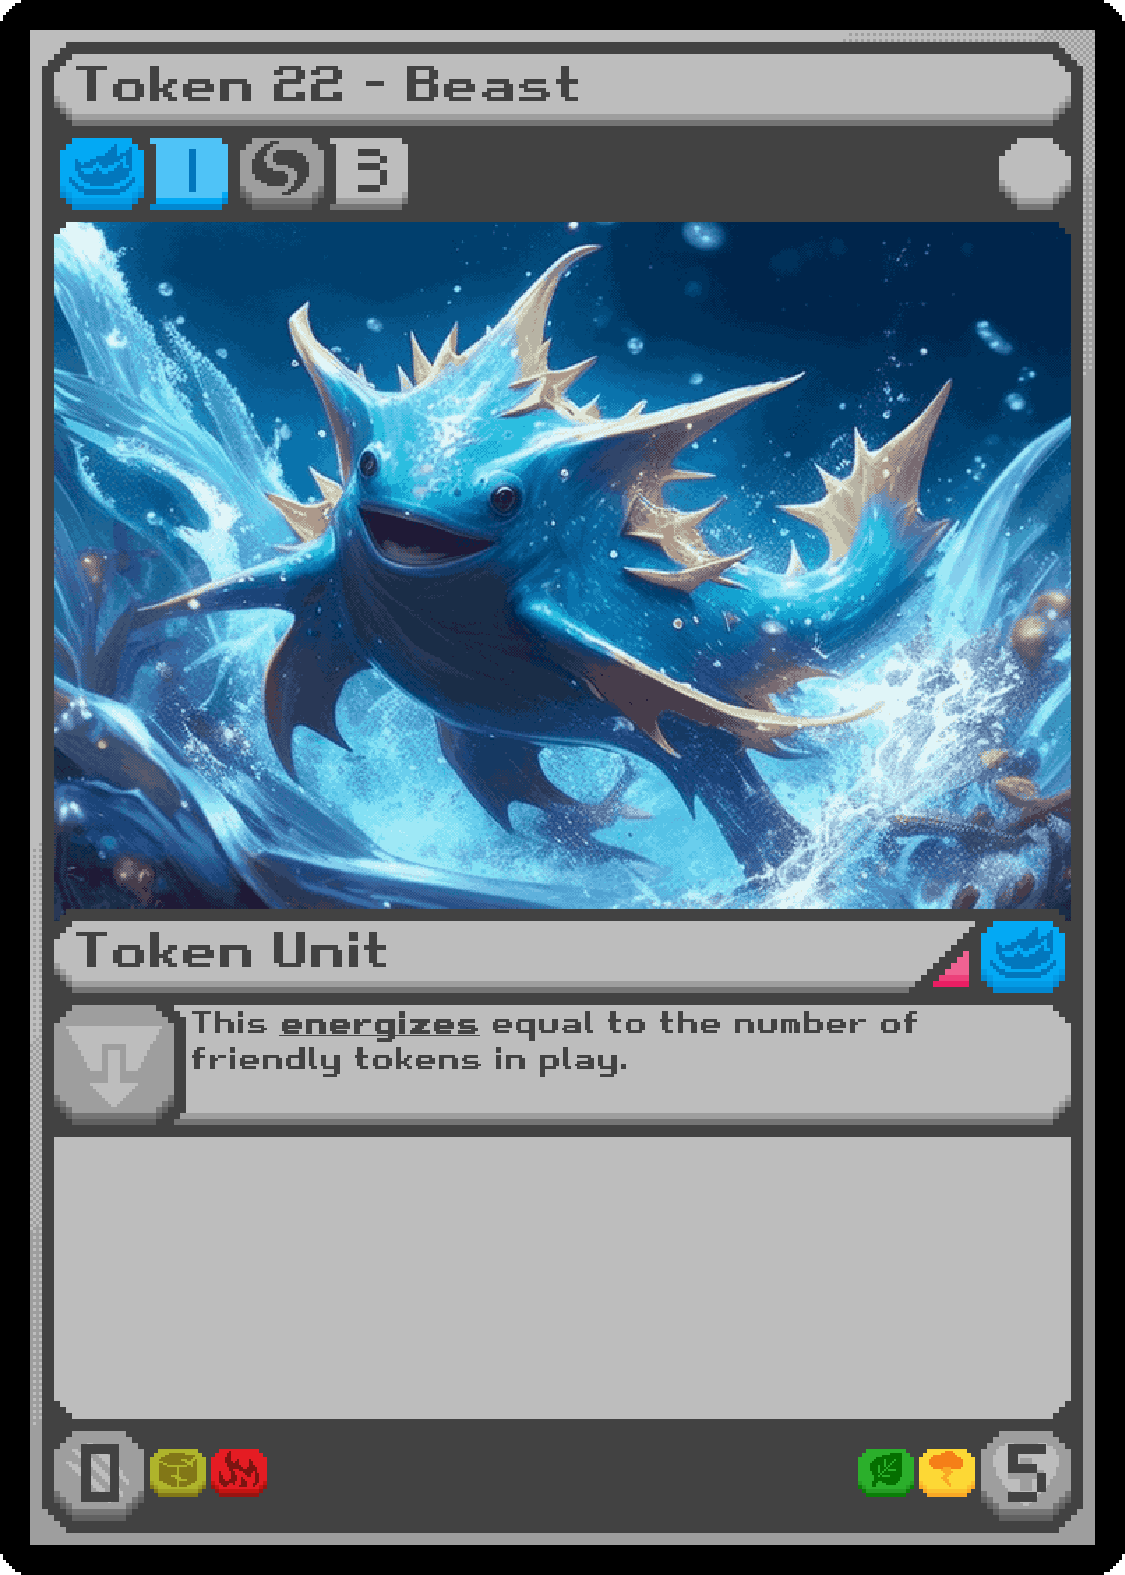 Token 22 - Beast
1 3
Token Unit
This energizes equal to the number of
friendly tokens in play.
0 5